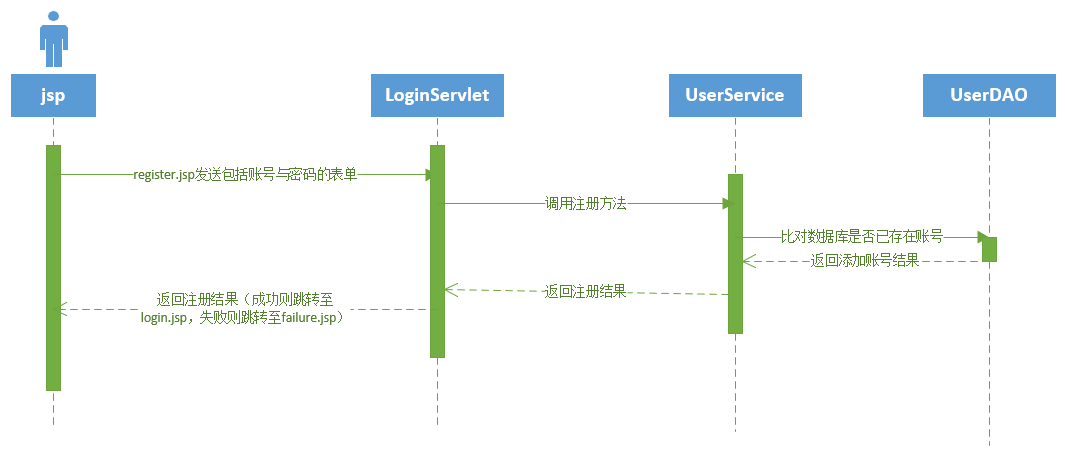 jsp
LoginServlet
UserService
UserDAO
register.jsp发送包括账号与密码的表单
调用注册方法
比对数据库是否已存在账号
返回添加账号结果
返回注册结果
返回注册结果（成功则跳转至
login.jsp，失败则跳转至failure.jsp）